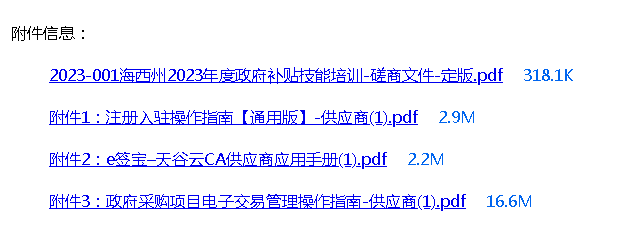 附件信息：
2023-001海西州2023年度政府补贴技能培训-磋商文件-定版.pdf 318.1K
附件1：注册入驻操作指南【通用版】-供应商(1).pdf 2.9M
附件2：e签宝—天谷云CA供应商应用手册(1).pdf 2.2M
附件3：政府采购项目电子交易管理操作指南-供应商(1).pdf 16.6M